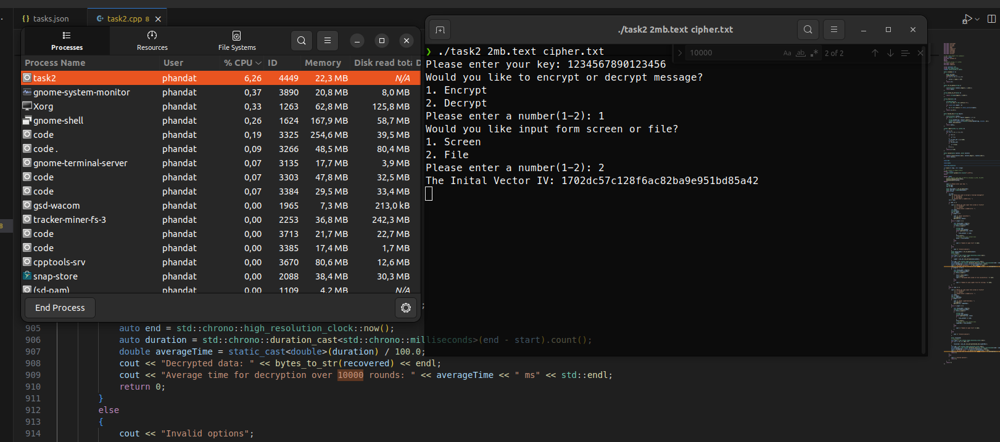 tasks.json
task2.cpp 8
Processes
Resources
File Systems
Process Name User % CPU ID Memory Disk read tota D
task2 phandat 6,26 4449 22,3 MB N/A
gnome-system-monitor phandat 0,37 3890 20,8 MB 8,0 MB
Xorg phandat 0,33 1263 62,8 MB 125,8 MB
gnome-shell phandat 0,26 1624 167,9 MB 58,7 MB
code phandat 0,19 3325 254,6 MB 39,5 MB
code . phandat 0,09 3266 48,5 MB 80,4 MB
gnome-terminal-server phandat 0,07 3135 17,7 MB 3,9 MB
code phandat 0,07 3303 47,8 MB 32,5 MB
code phandat 0,07 3384 29,5 MB 33,4 MB
gsd-wacom phandat 0,00 1965 7,3 MB 213,0 kB
tracker-miner-fs-3 phandat 0,00 2253 36,8 MB 242,3 MB
code phandat 0,00 3713 21,7 MB 22,7 MB
code phandat 0,00 3385 17,4 MB 1,7 MB
cpptools-srv phandat 0,00 3670 80,6 MB 12,6 MB
snap-store phandat 0,00 2088 38,4 MB 30,3 MB
(sd-pam) phandat 0,00 1109 4,2 MB N/A
End Process
./task2 2mb.text cipher.txt
❯ ./task2 2mb.text cipher.txt
Please enter your key: 1234567890123456
Would you like to encrypt or decrypt message?
1. Encrypt
2. Decrypt
Please enter a number(1-2): 1
Would you like input form screen or file?
1. Screen
2. File
Please enter a number(1-2): 2
The Inital Vector IV: 1702dc57c128f6ac82ba9e951bd85a42
10000 Aa ab .* 2 of 2
8
;
905 auto end = std::chrono::high_resolution_clock::now();
906 auto duration = std::chrono::duration_cast<std::chrono::milliseconds>(end - start).count();
907 double averageTime = static_cast<double>(duration) / 100.0;
908 cout << "Decrypted data: " << bytes_to_str(recovered) << endl;
909 cout << "Average time for decryption over 10000 rounds: " << averageTime << " ms" << std::endl;
910 return 0;
911 }
912 else
913 {
914 cout << "Invalid options";